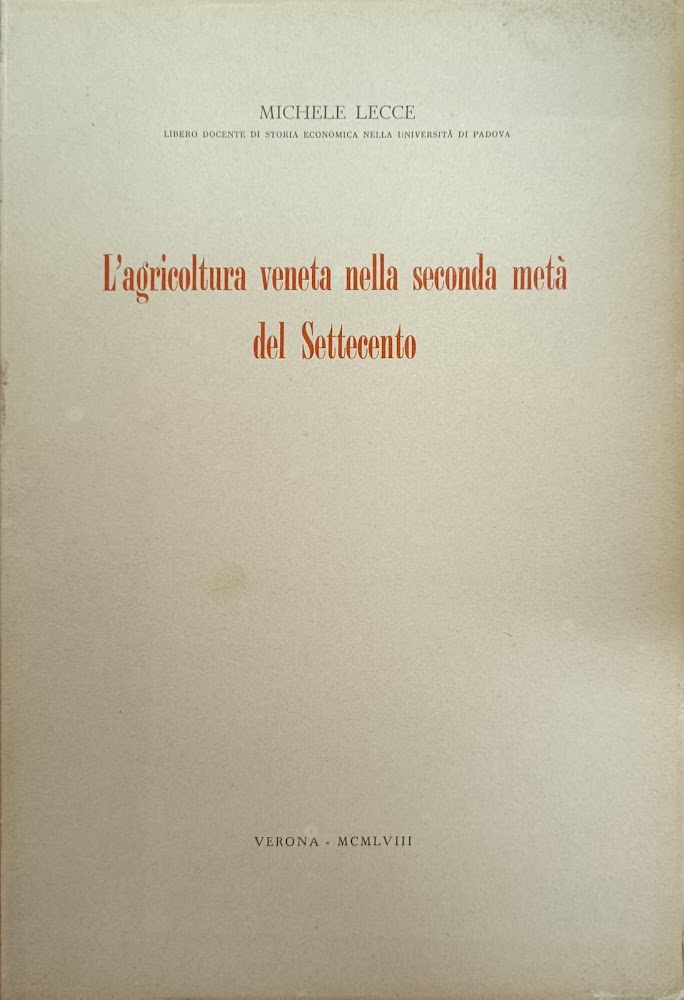 MICHELE LECCE
LIBERO DOCENTE DI STORIA ECONOMICA NELLA UNIVERSITÀ DI PADOVA
L'agricoltura veneta nella seconda metà
del Settecento
VERONA - MCMLVIII